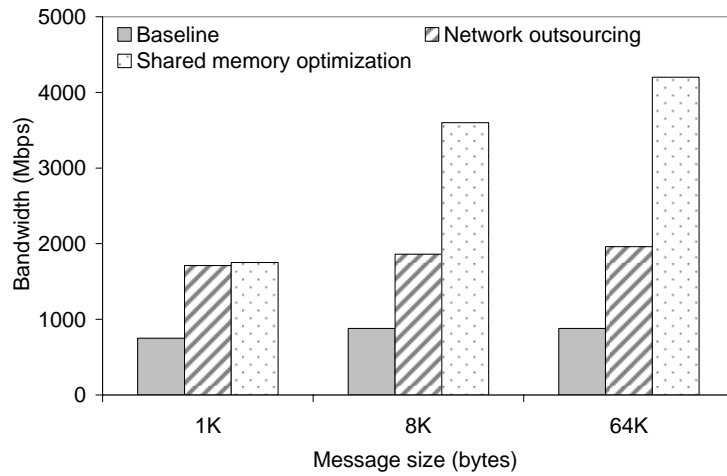 5000
Baseline
Network outsourcing
Shared memory optimization
4000
3000
2000
1000
0
Bandwidth (Mbps)
1K
8K
64K
Message size (bytes)